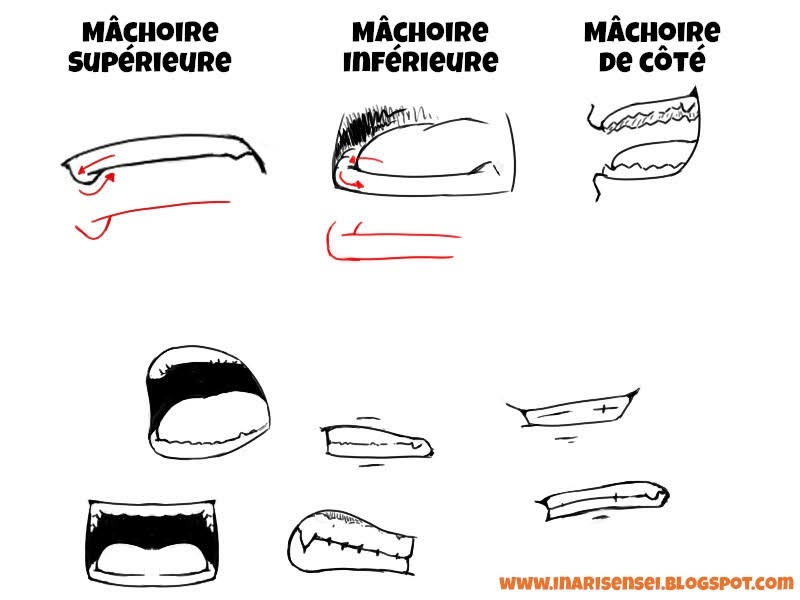 Mâchoire
supérieure
Mâchoire
inférieure
Mâchoire
de côté
www.inarisensei.blogspot.com